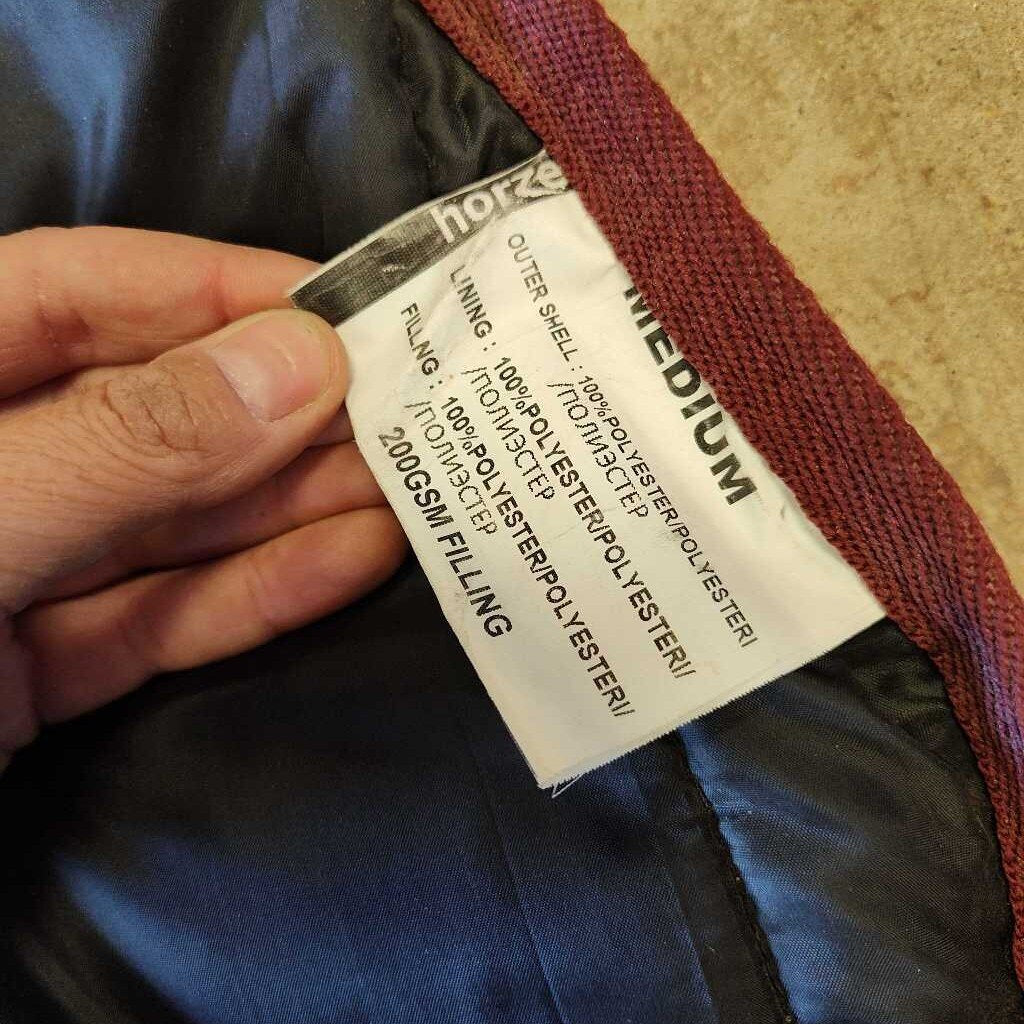 horze
MEDIUM
OUTER SHELL : 100%POLYESTER/POLYESTERI
/ПОЛИЭСТЕР
LINING : 100%POLYESTER/POLYESTERI/
/ПОЛИЭСТЕР
FILLNG : 100%POLYESTER/POLYESTERI/
/ПОЛИЭСТЕР
200GSM FILLING